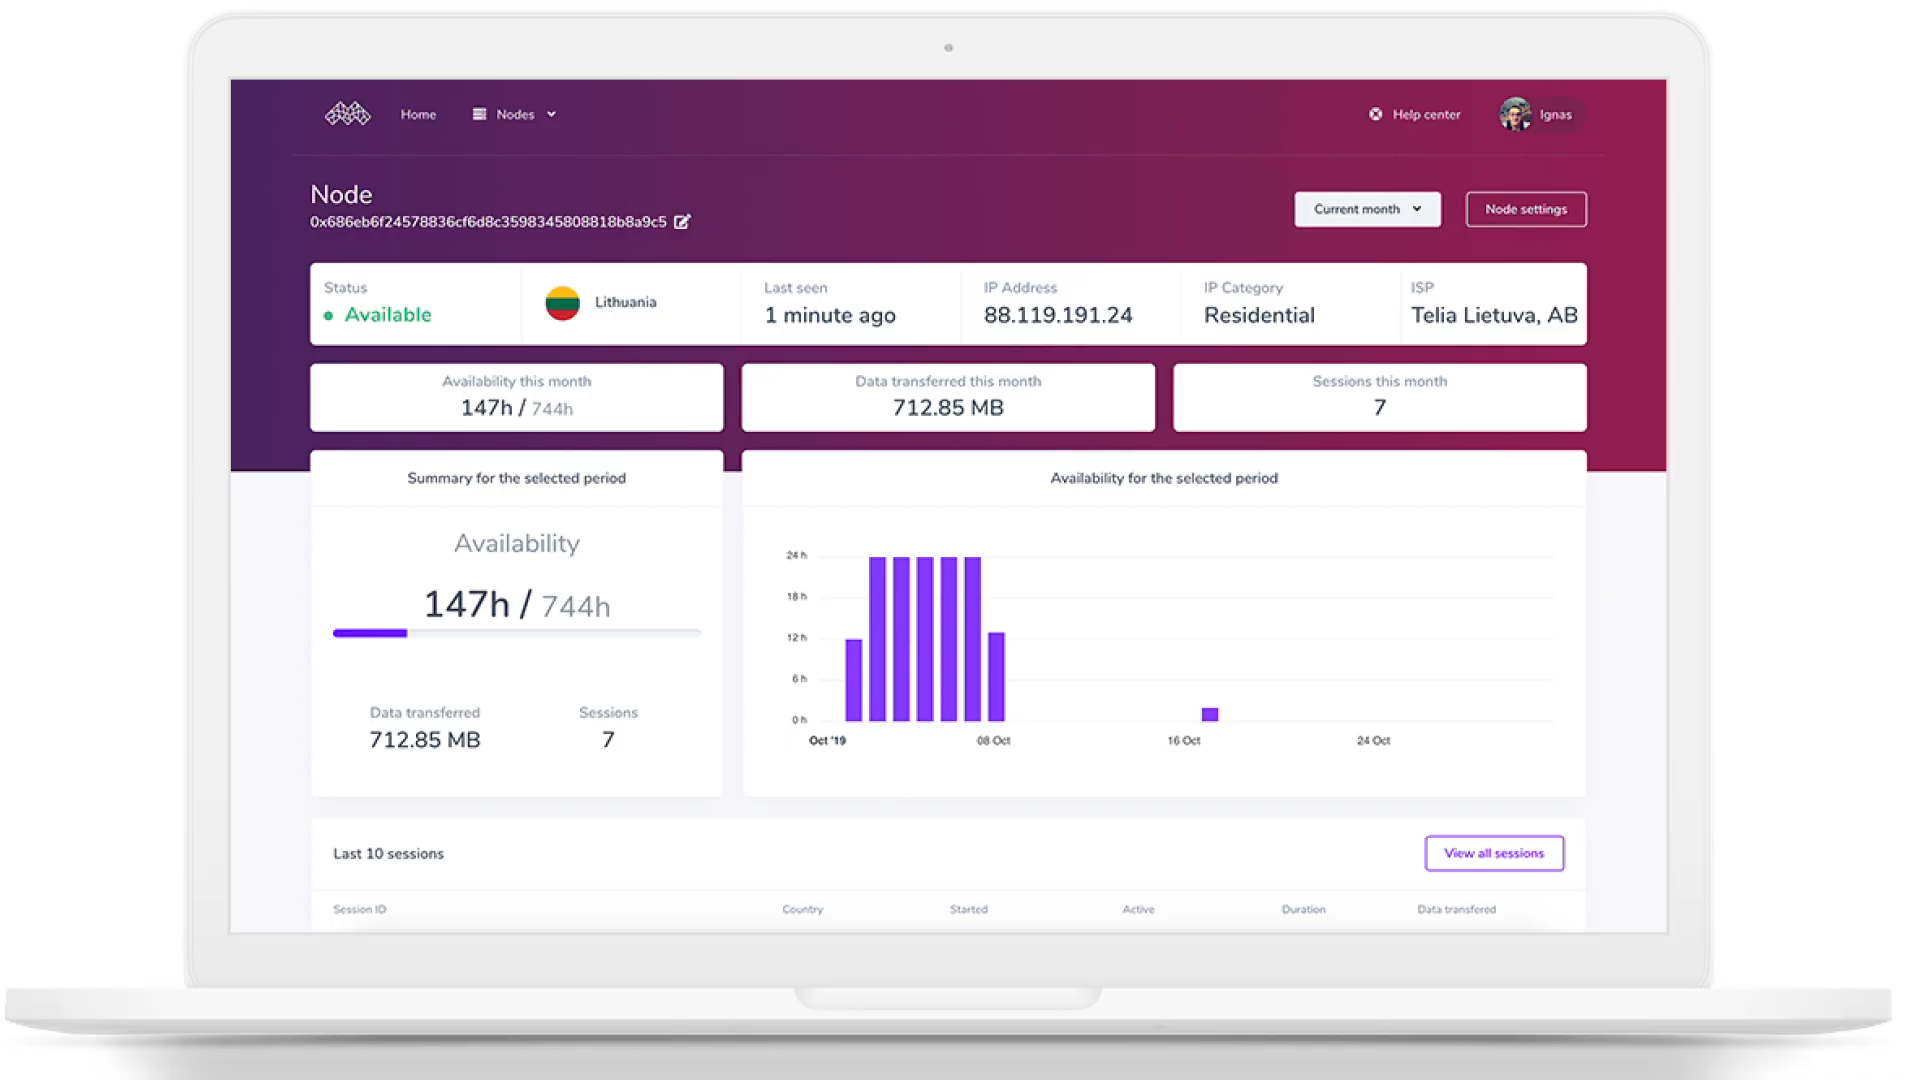 Home
Nodes
Help center
Ignas
Node
0x686eb6f24578836cf6d8c3598345808818b8a9c5
Current month
Node settings
Status
Available
Lithuania
Last seen
1 minute ago
IP Address
88.119.191.24
IP Category
Residential
ISP
Telia Lietuva, AB
Availability this month
147h / 744h
Data transferred this month
712.85 MB
Sessions this month
7
Summary for the selected period
Availability
147h / 744h
Data transferred
712.85 MB
Sessions
7
Availability for the selected period
24 h
18 h
12 h
6 h
0 h
Oct '19
08 Oct
16 Oct
24 Oct
Last 10 sessions
View all sessions
Session ID
Country
Started
Active
Duration
Data transfered